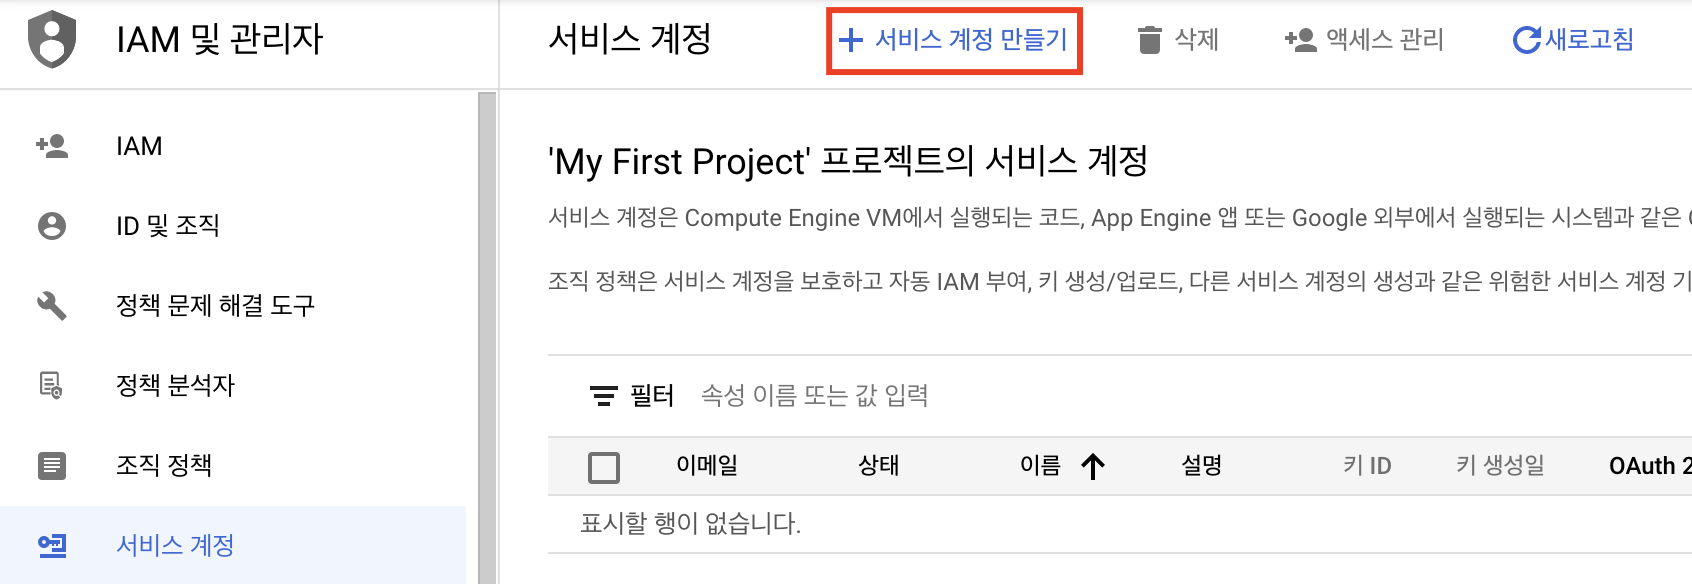 IAM 및 관리자
서비스 계정
서비스 계정 만들기
삭제
액세스 관리
새로고침
IAM
ID 및 조직
정책 문제 해결 도구
정책 분석자
조직 정책
서비스 계정
'My First Project' 프로젝트의 서비스 계정
서비스 계정은 Compute Engine VM에서 실행되는 코드, App Engine 앱 또는 Google 외부에서 실행되는 시스템과 같은
조직 정책은 서비스 계정을 보호하고 자동 IAM 부여, 키 생성/업로드, 다른 서비스 계정의 생성과 같은 위험한 서비스 계정 기
필터 속성 이름 또는 값 입력
이메일 상태 이름 설명 키 ID 키 생성일 OAuth 2
표시할 행이 없습니다.